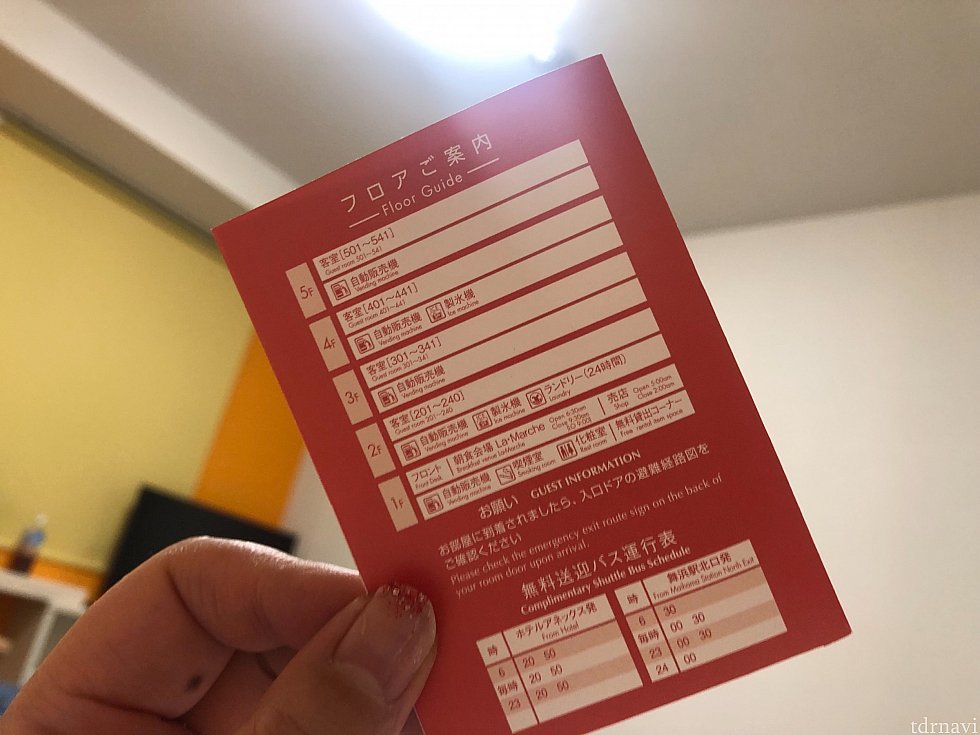 フロアご案内
Floor Guide
5F
客室[501～541]
Guest room 501～541
自動販売機
Vending machine
4F
客室[401～441]
Guest room 401～441
自動販売機 製氷機
Vending machine Ice machine
3F
客室[301～341]
Guest room 301～341
自動販売機
Vending machine
2F
客室[201～240]
Guest room 201～240
自動販売機 製氷機 ランドリー(24時間)
Vending machine Ice machine Laundry
1F
フロント 朝食会場 La・Marche Open 6:30am 売店 Open 5:00am
Front Desk Breakfast venue La・Marche Shop Close 2:00am
自動販売機 喫煙室 化粧室 無料貸出コーナー
Vending machine Smoking room Rest room Free rental item space
お願い GUEST INFORMATION
お部屋に到着されましたら、入口ドアの避難経路図を
ご確認ください
Please check the emergency exit route sign on the back of
your room door upon arrival .
無料送迎バス運行表
Complimentary Shuttle Bus Schedule
時 ホテルアネックス発
From Hotel
6 20 50
毎時 20 50
23 20 50
時 舞浜駅北口発
From Maihama Station North Exit
6 30
毎時 00 30
23 00 30
24 00
tdrnavi